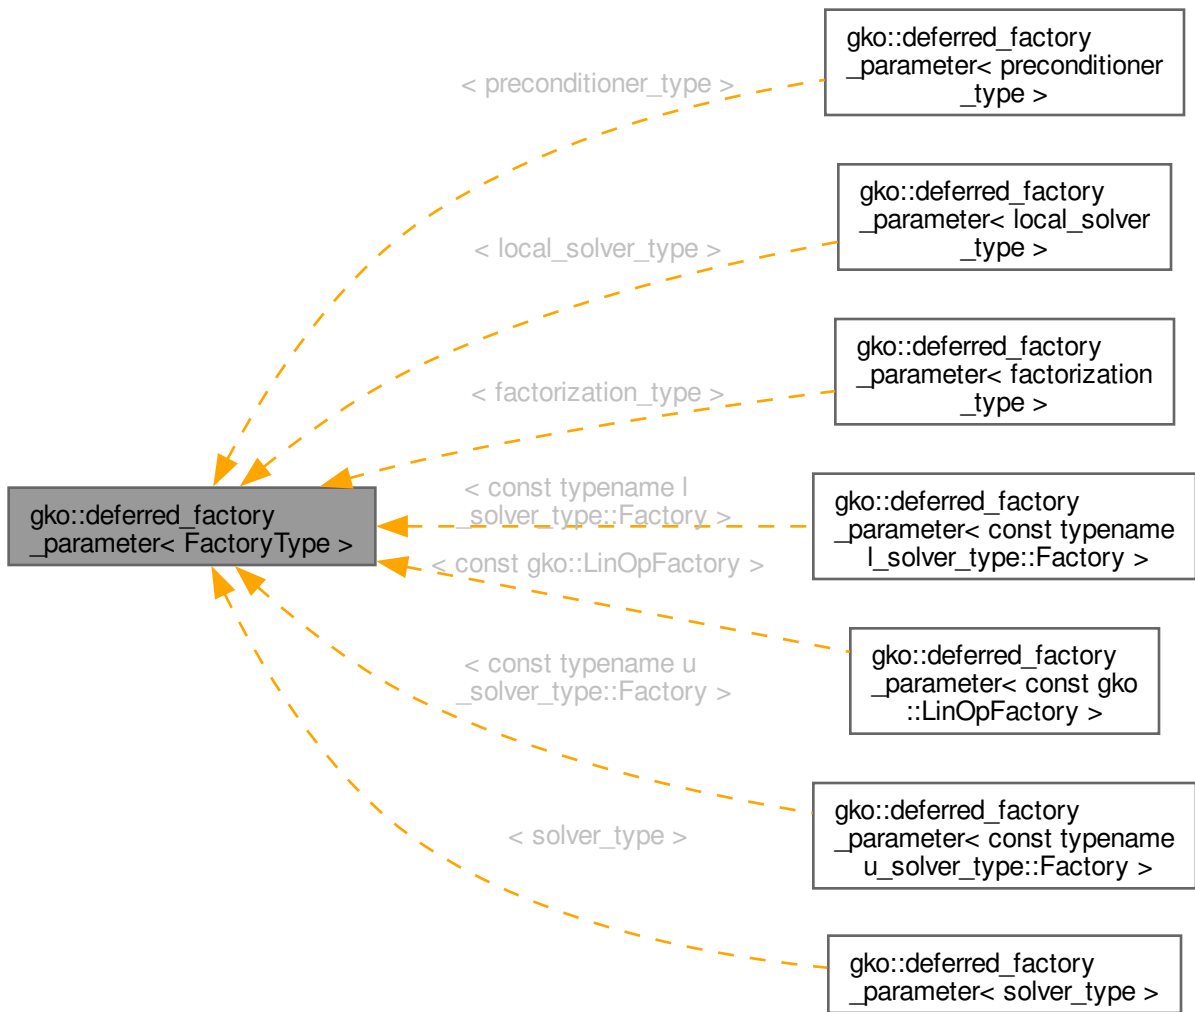 gko::deferred_factory
_parameter< preconditioner
_type >
< preconditioner_type >
gko::deferred_factory
_parameter< local_solver
_type >
< local_solver_type >
gko::deferred_factory
_parameter< factorization
_type >
< factorization_type >
gko::deferred_factory
_parameter< FactoryType >
< const typename l
_solver_type::Factory >
gko::deferred_factory
_parameter< const typename
l_solver_type::Factory >
< const gko::LinOpFactory >
gko::deferred_factory
_parameter< const gko
::LinOpFactory >
< const typename u
_solver_type::Factory >
gko::deferred_factory
_parameter< const typename
u_solver_type::Factory >
< solver_type >
gko::deferred_factory
_parameter< solver_type >